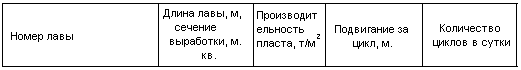 Номер лавы
Длина лавы, м,
сечение
выработки, м.
кв.
Производит
ельность
пласта, т/м²
Подвигание за
цикл, м.
Количество
циклов в сутки